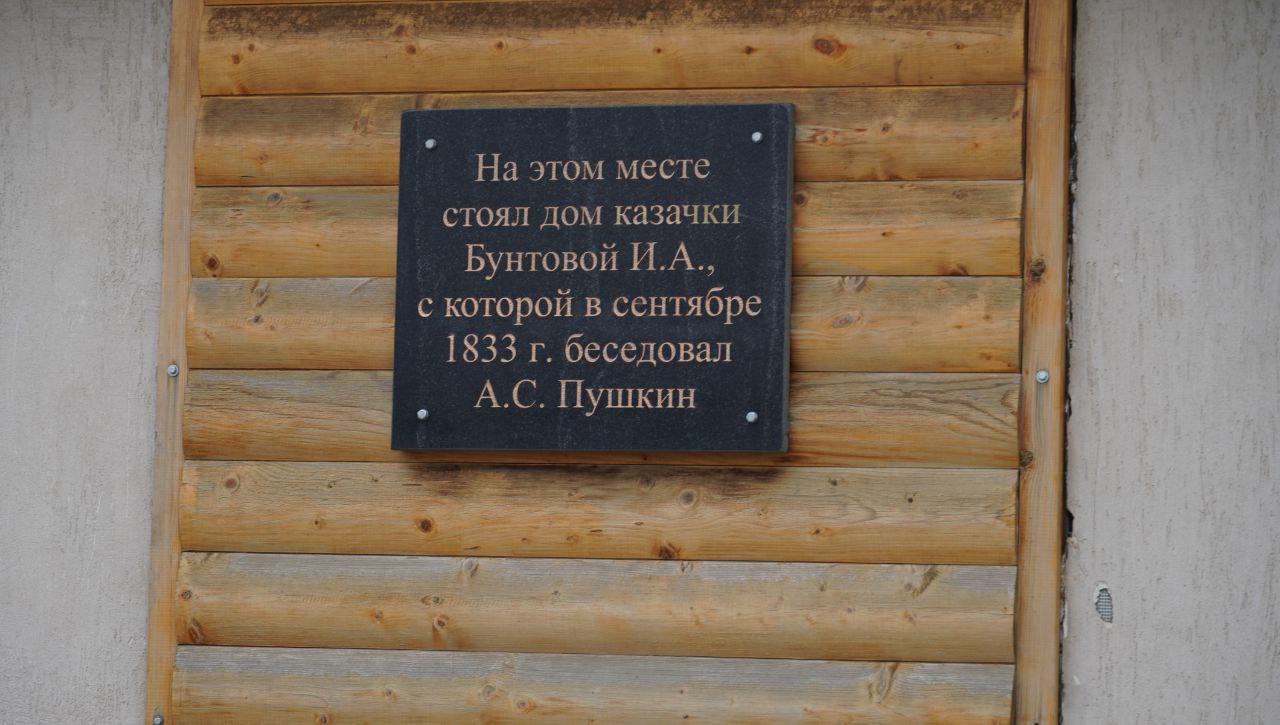 На этом месте
стоял дом казачки
Бунтовой И.А.,
с которой в сентябре
1833 г. беседовал
А.С. Пушкин